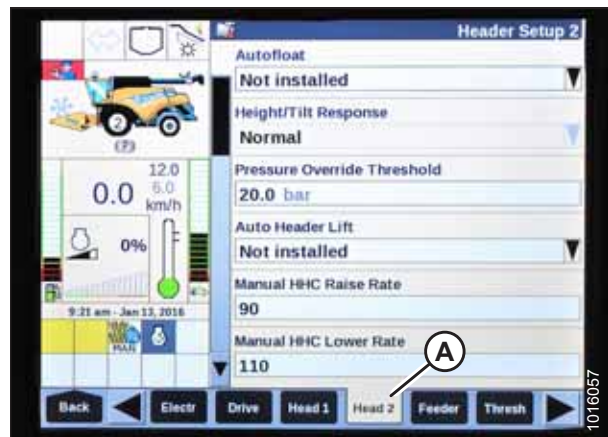 Header Setup 2
Autofloat
Not installed
Height/Tilt Response
Normal
Pressure Override Threshold
20.0 bar
Auto Header Lift
Not installed
Manual HHC Raise Rate
90
Manual HHC Lower Rate
110
2
(?)
12.0
6.0
0.0
km/h
0%
9:21 am - Jan 13, 2016
MAN
A
Back
Electr
Drive
Head 1
Head 2
Feeder
Thresh
1016057